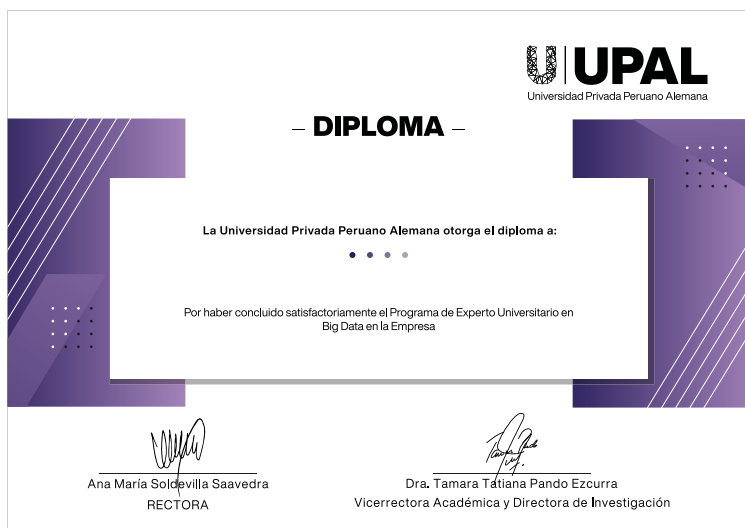 UPAL
Universidad Privada Peruano Alemana
– DIPLOMA –
La Universidad Privada Peruano Alemana otorga el diploma a:
Por haber concluido satisfactoriamente el Programa de Experto Universitario en
Big Data en la Empresa
Ana María Soldevilla Saavedra
RECTORA
Dra. Tamara Tatiana Pando Ezcurra
Vicerrectora Académica y Directora de Investigación